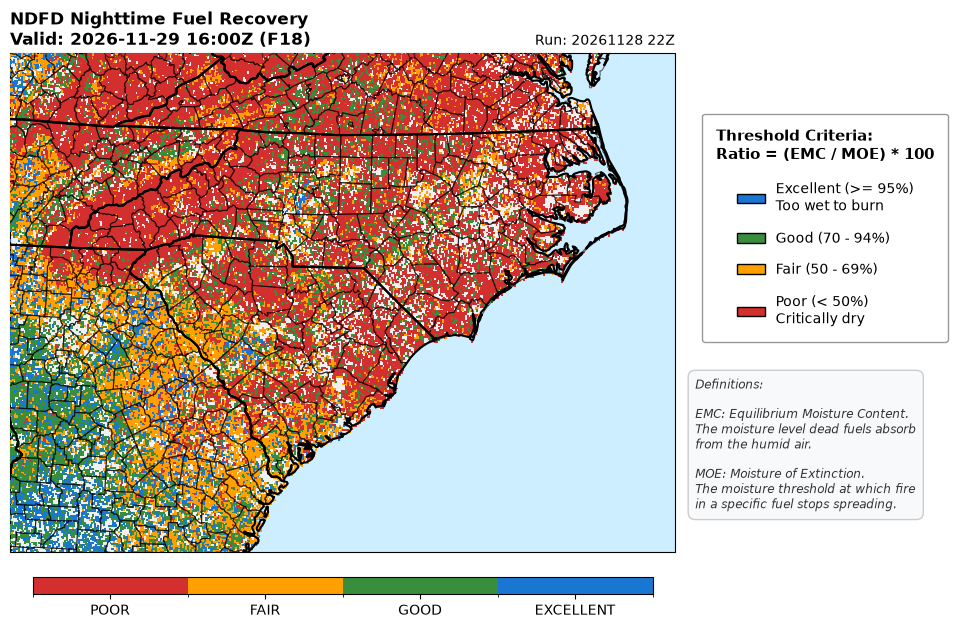 NDFD Nighttime Fuel Recovery
Valid: 2026-11-29 16:00Z (F18)
Run: 20261128 22Z
Threshold Criteria:
Ratio = (EMC / MOE) * 100
Excellent (>= 95%)
Too wet to burn
Good (70 - 94%)
Fair (50 - 69%)
Poor (< 50%)
Critically dry
Definitions:
EMC: Equilibrium Moisture Content.
The moisture level dead fuels absorb
from the humid air.
MOE: Moisture of Extinction.
The moisture threshold at which fire
in a specific fuel stops spreading.
POOR
FAIR
GOOD
EXCELLENT